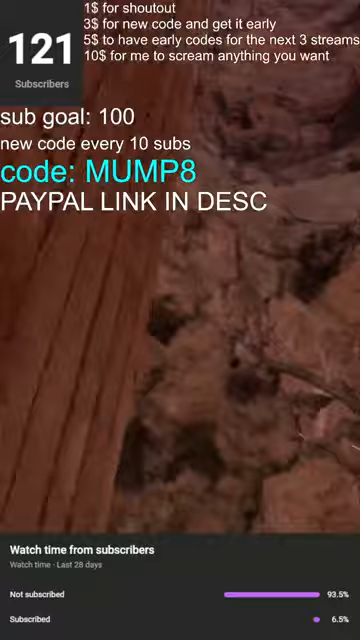 1$ for shoutout
3$ for new code and get it early
5$ to have early codes for the next 3 streams
10$ for me to scream anything you want
121
Subscribers
sub goal: 100
new code every 10 subs
code: MUMP8
PAYPAL LINK IN DESC
Watch time from subscribers
Watch time · Last 28 days
Not subscribed 93.5%
Subscribed 6.5%